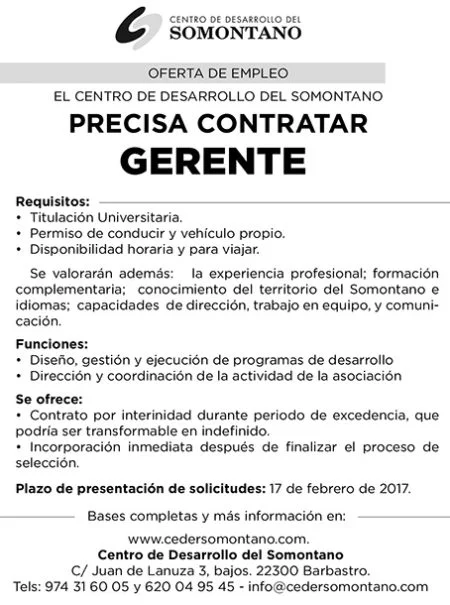 CENTRO DE DESARROLLO DEL
SOMONTANO
OFERTA DE EMPLEO
EL CENTRO DE DESARROLLO DEL SOMONTANO
PRECISA CONTRATAR
GERENTE
Requisitos:
• Titulación Universitaria.
• Permiso de conducir y vehículo propio.
• Disponibilidad horaria y para viajar.
Se valorarán además: la experiencia profesional; formación
complementaria; conocimiento del territorio del Somontano e
idiomas; capacidades de dirección, trabajo en equipo, y comuni-
cación.
Funciones:
• Diseño, gestión y ejecución de programas de desarrollo
• Dirección y coordinación de la actividad de la asociación
Se ofrece:
• Contrato por interinidad durante periodo de excedencia, que
podría ser transformable en indefinido.
• Incorporación inmediata después de finalizar el proceso de
selección.
Plazo de presentación de solicitudes: 17 de febrero de 2017.
Bases completas y más información en:
www.cedersomontano.com.
Centro de Desarrollo del Somontano
C/ Juan de Lanuza 3, bajos. 22300 Barbastro.
Tels: 974 31 60 05 y 620 04 95 45 - info@cedersomontano.com